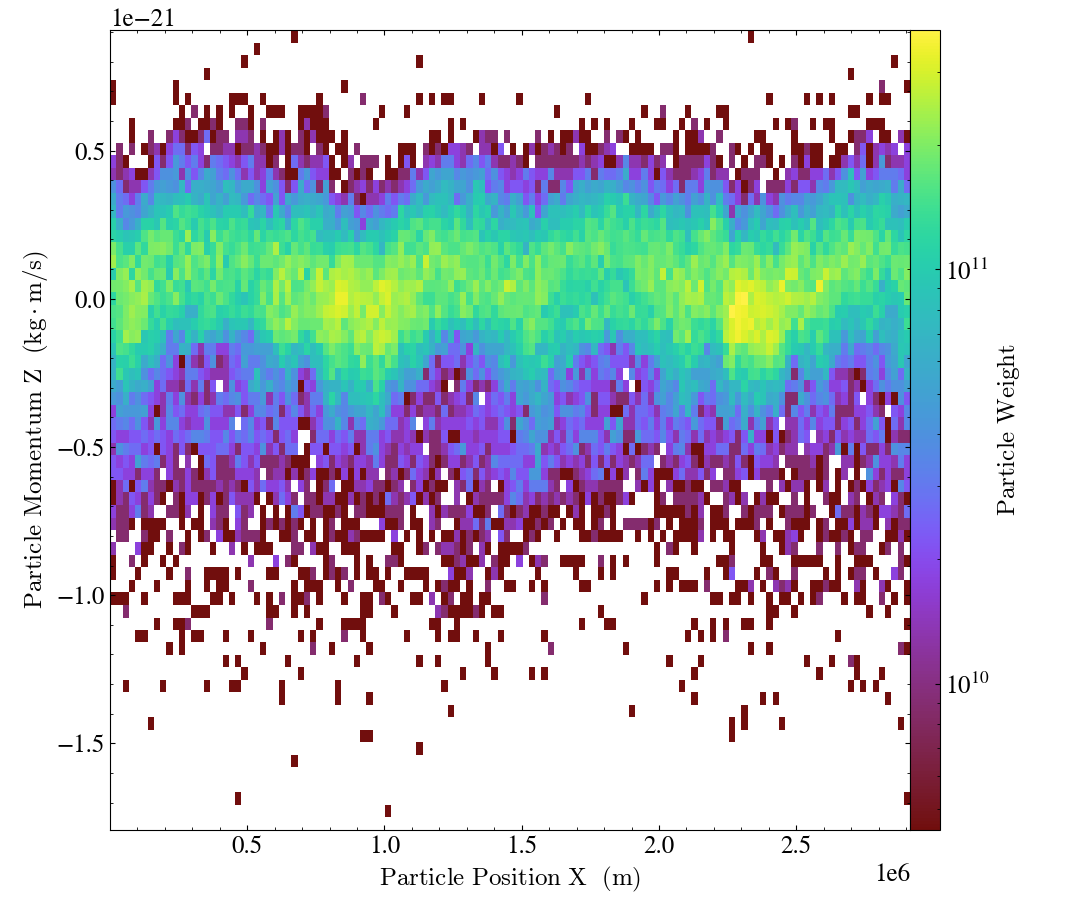 1e−21
0.5
0.0
−0.5
−1.0
−1.5
Particle Momentum Z (kg · m/s)
0.5 1.0 1.5 2.0 2.5
1e6
Particle Position X (m)
10¹¹
10¹⁰
Particle Weight